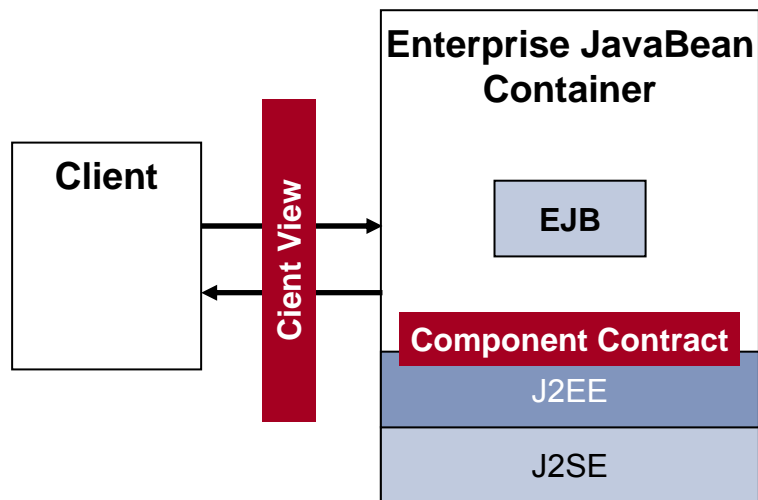 Enterprise JavaBean
Container
Client
Cient View
EJB
Component Contract
J2EE
J2SE